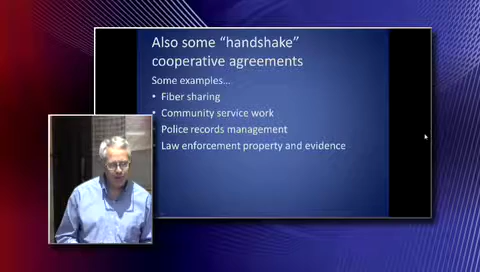 Also some “handshake”
cooperative agreements
Some examples…
• Fiber sharing
• Community service work
• Police records management
• Law enforcement property and evidence